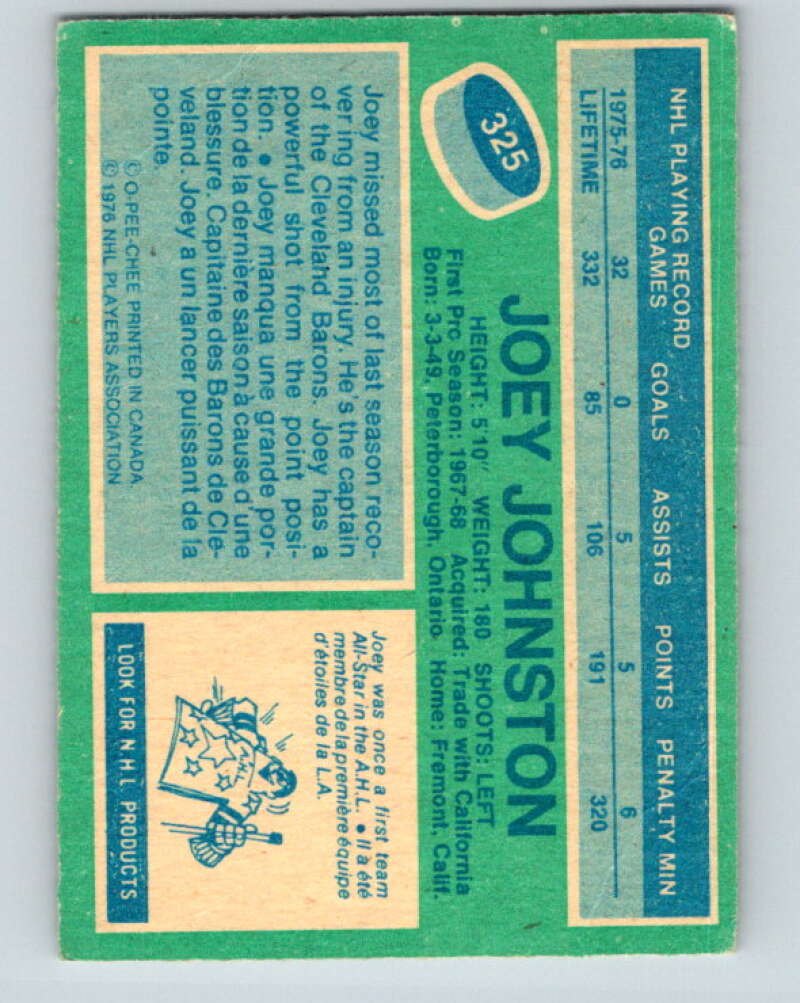 NHL PLAYING RECORD
GAMES GOALS ASSISTS POINTS PENALTY MIN
1975-76 32 0 5 5 6
LIFETIME 332 85 106 191 320
325
JOEY JOHNSTON
HEIGHT: 5'10" WEIGHT: 180 SHOOTS: LEFT
First Pro Season: 1967-68 Acquired: Trade with California
Born: 3-3-49, Peterborough, Ontario Home: Fremont, Calif.
Joey missed most of last season reco-
vering from an injury. He's the captain
of the Cleveland Barons. Joey has a
powerful shot from the point posi-
tion. • Joey manqua une grande por-
tion de la dernière saison à cause d'une
blessure. Capitaine des Barons de Cle-
veland. Joey a un lancer puissant de la
pointe.
© O-PEE-CHEE PRINTED IN CANADA
© 1976 NHL PLAYERS ASSOCIATION
Joey was once a first team
All-Star in the A.H.L. • Il a été
membre de la première équipe
d'étoiles de la L.A.
A.H.L.
LOOK FOR N.H.L. PRODUCTS